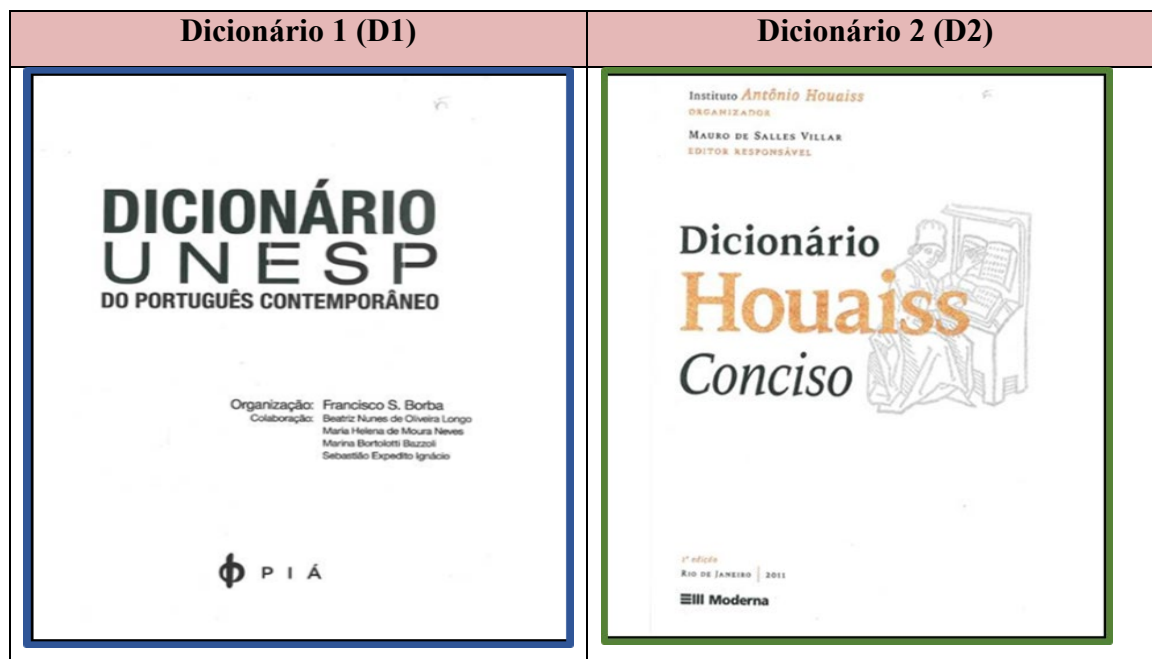 Dicionário 1 (D1)
Dicionário 2 (D2)
DICIONÁRIO
UNESP
DO PORTUGUÊS CONTEMPORÂNEO
Organização: Francisco S. Borba
Colaboração: Beatriz Nunes de Oliveira Longo
Maria Helena de Moura Neves
Marina Bortolotti Bazzoli
Sebastião Expedito Ignácio
PIÁ
Instituto Antônio Houaiss
ORGANIZADOR
MAURO DE SALLES VILLAR
EDITOR RESPONSÁVEL
Dicionário
Houaiss
Conciso
1ª edição
RIO DE JANEIRO | 2011
Moderna